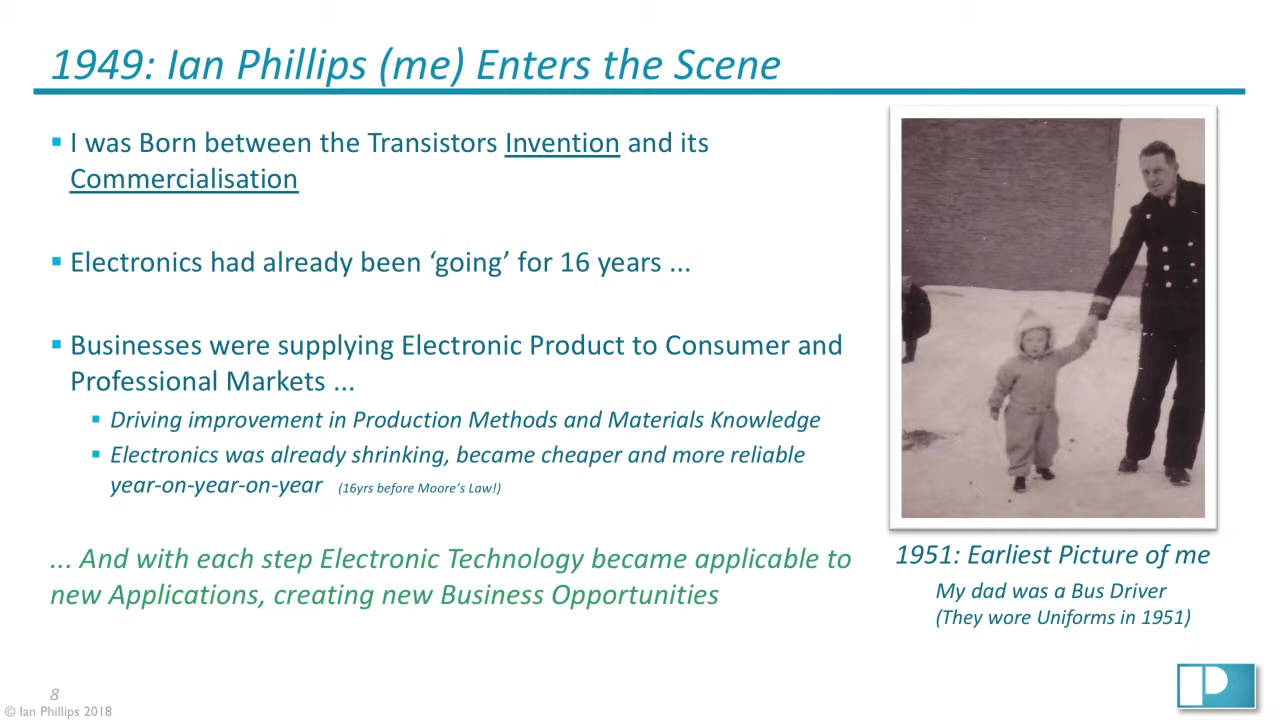 1949: Ian Phillips (me) Enters the Scene
▪ I was Born between the Transistors Invention and its
Commercialisation
▪ Electronics had already been ‘going’ for 16 years ...
▪ Businesses were supplying Electronic Product to Consumer and
Professional Markets ...
▪ Driving improvement in Production Methods and Materials Knowledge
▪ Electronics was already shrinking, became cheaper and more reliable
year-on-year-on-year (16yrs before Moore’s Law!)
... And with each step Electronic Technology became applicable to
new Applications, creating new Business Opportunities
1951: Earliest Picture of me
My dad was a Bus Driver
(They wore Uniforms in 1951)
8
© Ian Phillips 2018
P